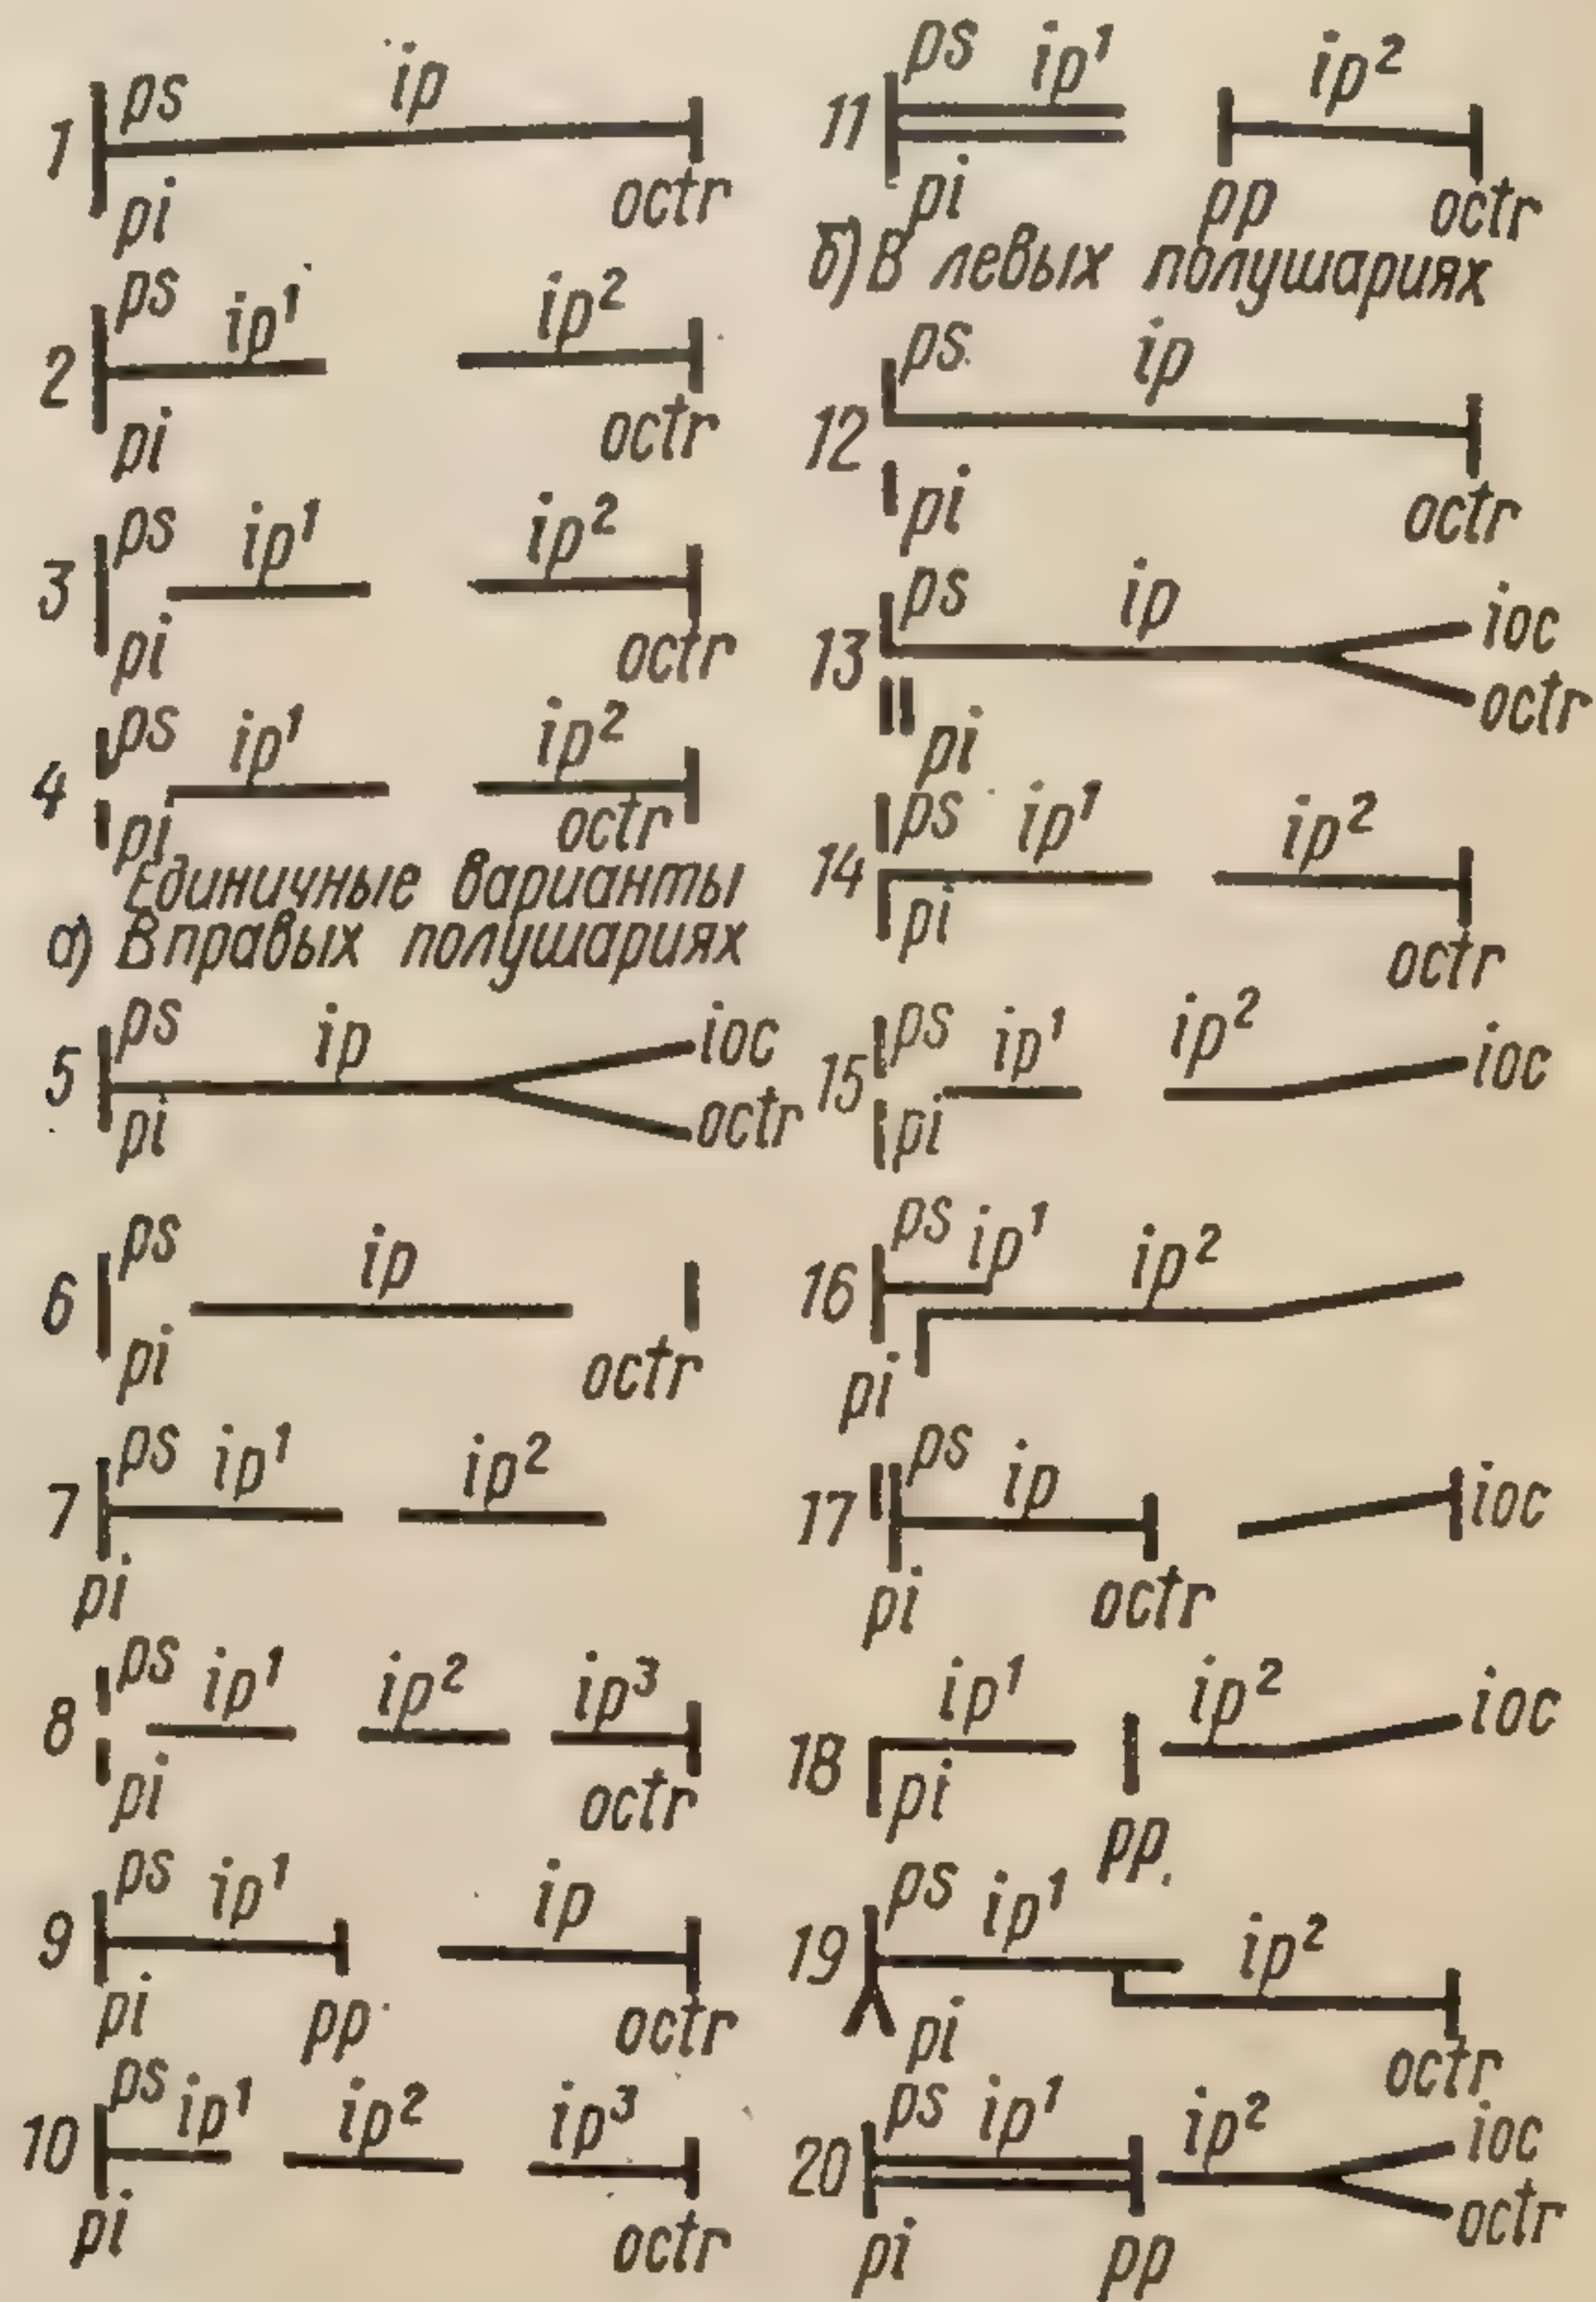 1 ps ip
pi octr
2 ps ip¹ ip²
pi octr
3 ps ip¹ ip²
pi octr
4 ps ip¹ ip²
pi octr
Единичные варианты
а) В правых полушариях
5 ps ip ioc
pi octr
6 ps ip
pi octr
7 ps ip¹ ip²
pi
8 ps ip¹ ip² ip³
pi octr
9 ps ip¹ ip
pi pp octr
10 ps ip¹ ip² ip³
pi octr
11 ps ip¹ ip²
pi pp octr
б) В левых полушариях
12 ps ip
pi octr
13 ps ip ioc
pi octr
14 ps ip¹ ip²
pi octr
15 ps ip¹ ip² ioc
pi
16 ps ip¹ ip²
pi
17 ps ip ioc
pi octr
18 ip¹ ip² ioc
pi pp
19 ps ip¹ ip²
pi octr
20 ps ip¹ ip² ioc
pi pp octr